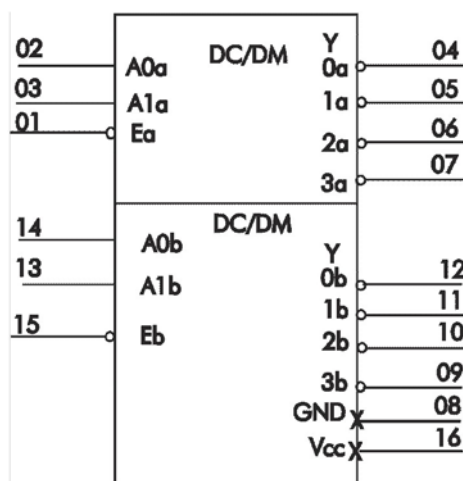 02 A0a DC/DM Y 04
0a
03 A1a 1a 05
01 Ea 2a 06
3a 07
14 A0b DC/DM
13 A1b Y 0b 12
1b 11
15 Eb 2b 10
3b 09
GND 08
Vcc 16